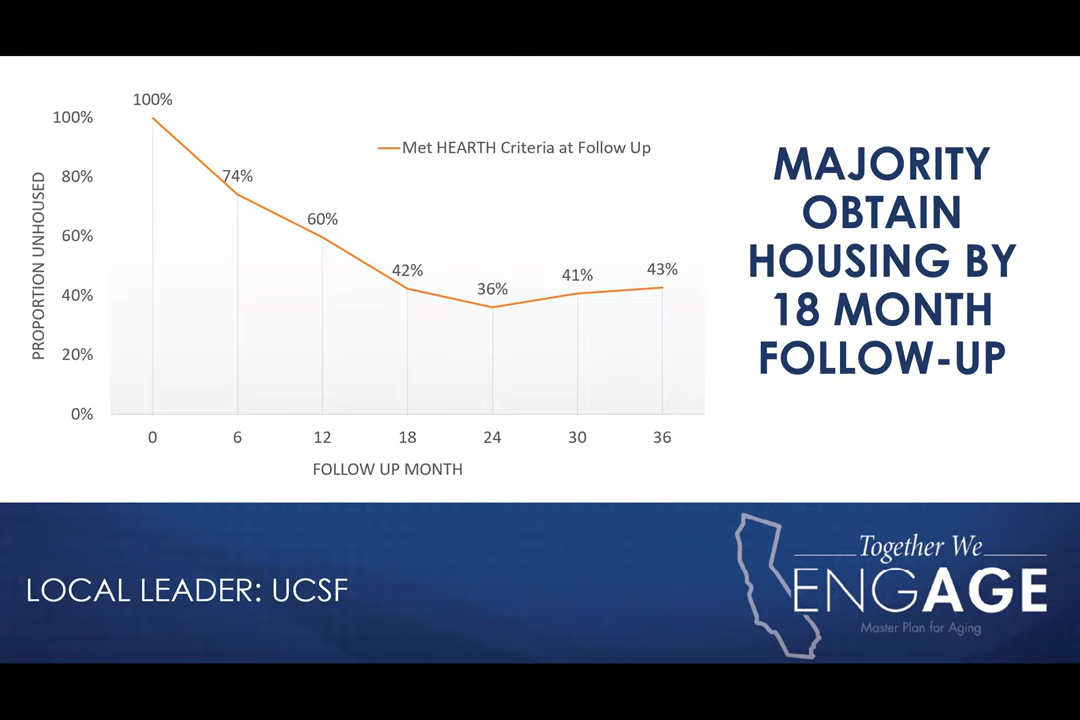 100%
100%
80%
60%
40%
20%
0%
PROPORTION UNHOUSED
Met HEARTH Criteria at Follow Up
74%
60%
42%
36%
41%
43%
0 6 12 18 24 30 36
FOLLOW UP MONTH
MAJORITY
OBTAIN
HOUSING BY
18 MONTH
FOLLOW-UP
LOCAL LEADER: UCSF
Together We
ENGAGE
Master Plan for Aging